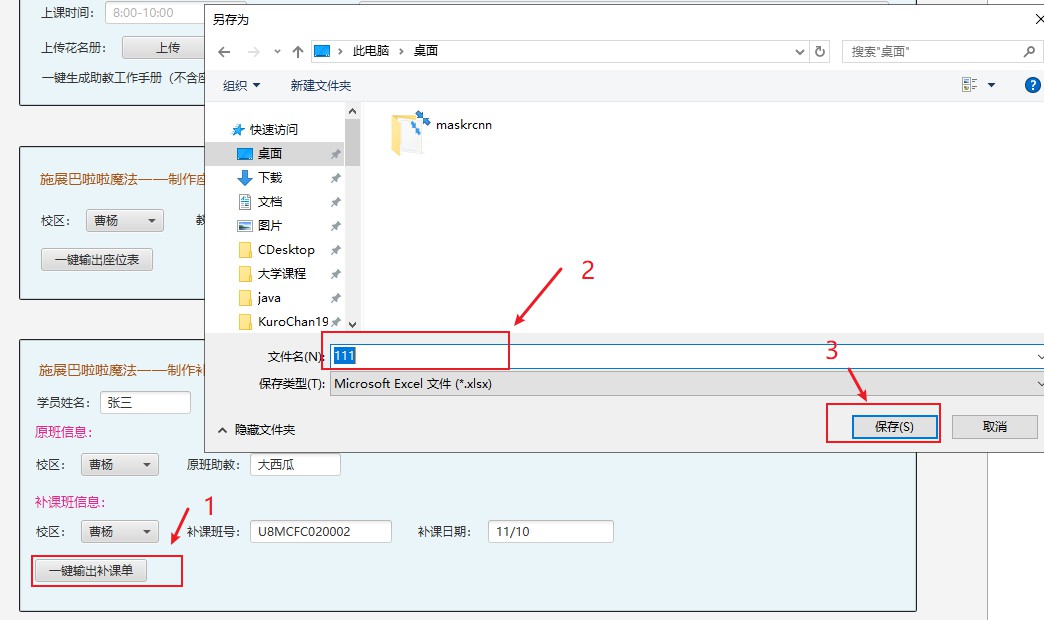 上课时间: 8:00-10:00
上传花名册: 上传
一键生成助教工作手册（不含座
施展巴啦啦魔法——制作座
校区: 曹杨 教
一键输出座位表
施展巴啦啦魔法——制作补
学员姓名: 张三
原班信息:
校区: 曹杨 原班助教: 大西瓜
补课班信息:
校区: 曹杨 补课班号: U8MCFC020002 补课日期: 11/10
一键输出补课单
1
另存为
此电脑 桌面
搜索"桌面"
组织 新建文件夹
快速访问
桌面
下载
文档
图片
CDesktop
大学课程
java
KuroChan19
maskrcnn
2
文件名(N): 111
保存类型(T): Microsoft Excel 文件 (*.xlsx)
3
隐藏文件夹
保存(S) 取消